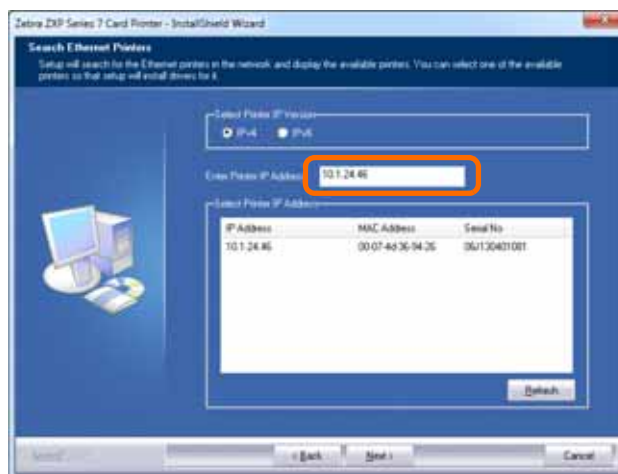 Zebra ZXP Series 7 Card Printer - InstallShield Wizard
Search Ethernet Printers
Setup will search for the Ethernet printers in the network and display the available printers. You can select one of the available
printers so that setup will install drivers for it.
Select Printer IP Version
IPv4 IPv6
Enter Printer IP Address 10.1.24.46
Select Printer IP Address
IP Address MAC Address Serial No
10.1.24.46 00-07-4d-36-94-26 06J130401081
Refresh
< Back Next > Cancel